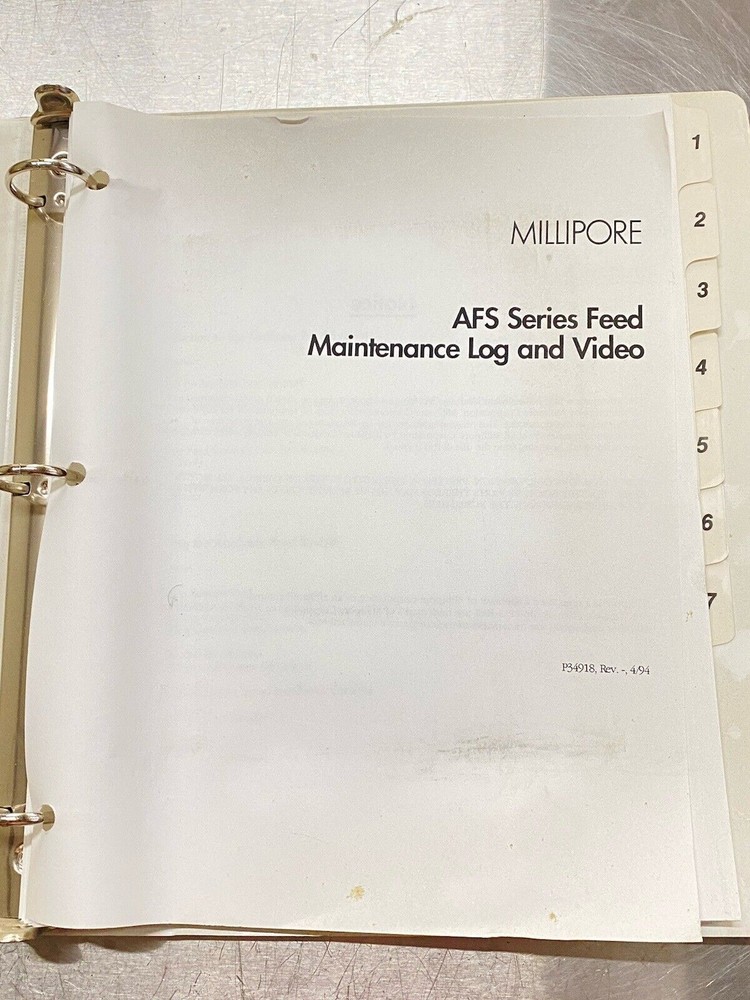 MILLIPORE
AFS Series Feed
Maintenance Log and Video
P34918, Rev. -, 4/94
1
2
3
4
5
6
7